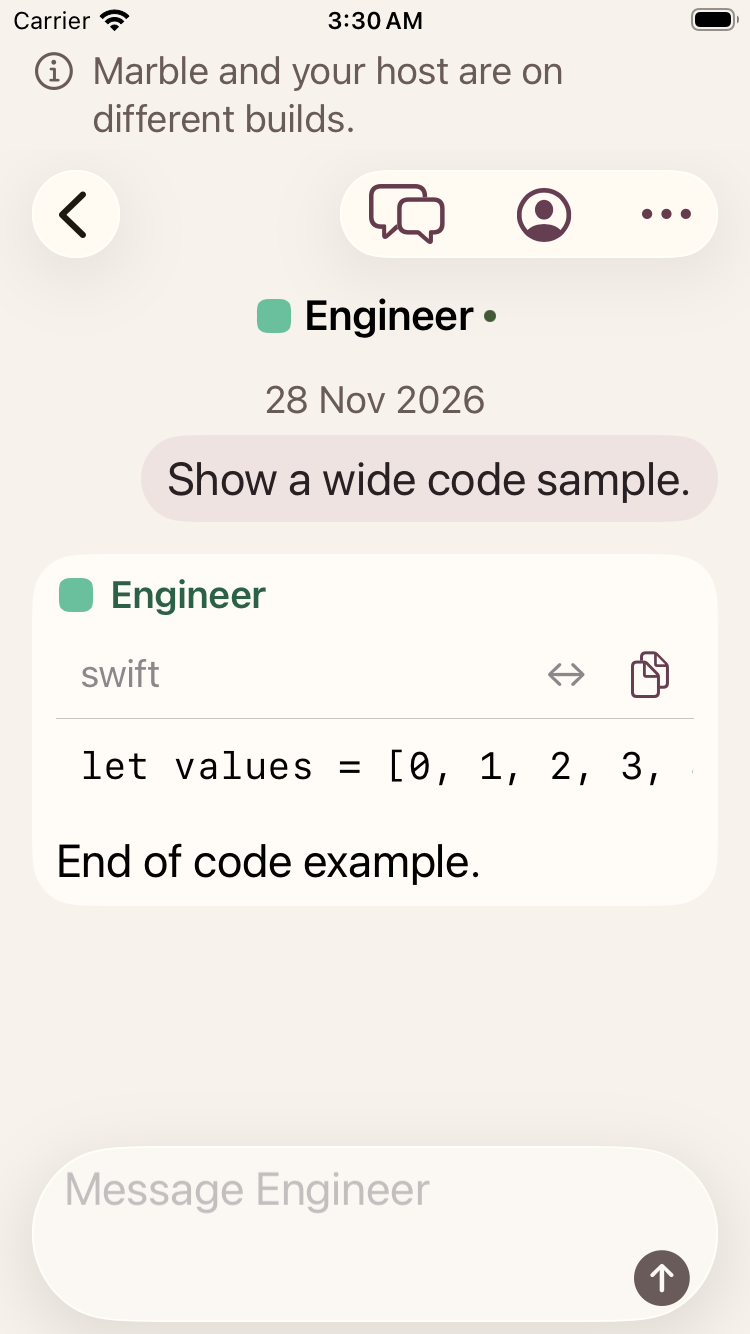 Carrier
3:30 AM
Marble and your host are on
different builds.
Engineer
28 Nov 2026
Show a wide code sample.
Engineer
swift
let values = [0, 1, 2, 3,
End of code example.
Message Engineer